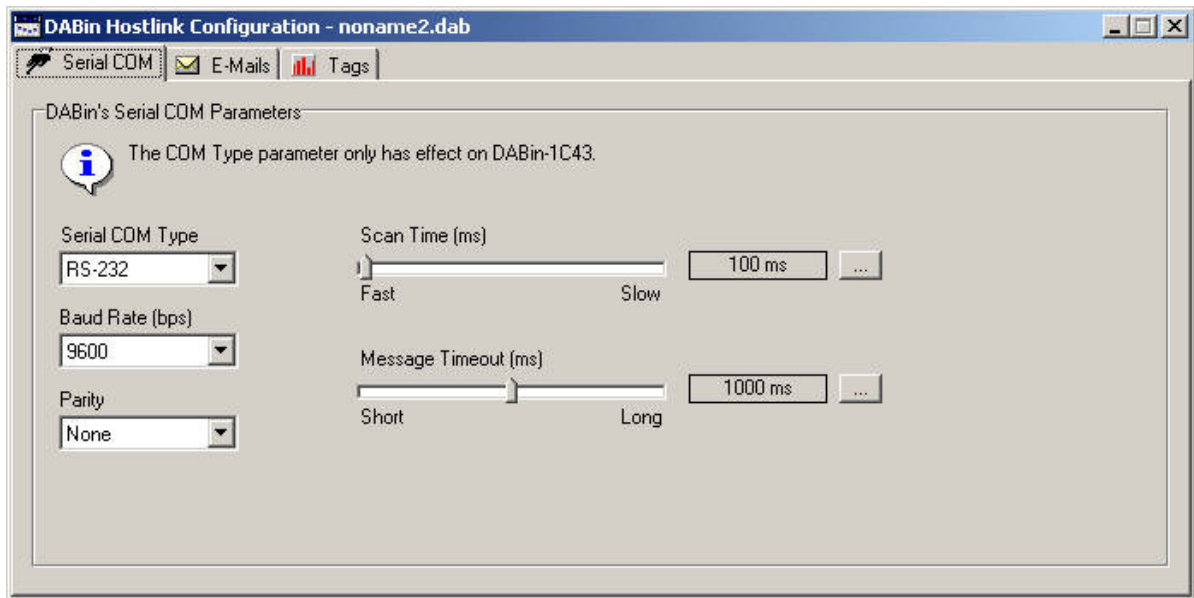 DABin Hostlink Configuration - noname2.dab
Serial COM E-Mails Tags
DABin's Serial COM Parameters
The COM Type parameter only has effect on DABin-1C43.
Serial COM Type
RS-232
Baud Rate (bps)
9600
Parity
None
Scan Time (ms)
100 ms ...
Fast Slow
Message Timeout (ms)
1000 ms ...
Short Long